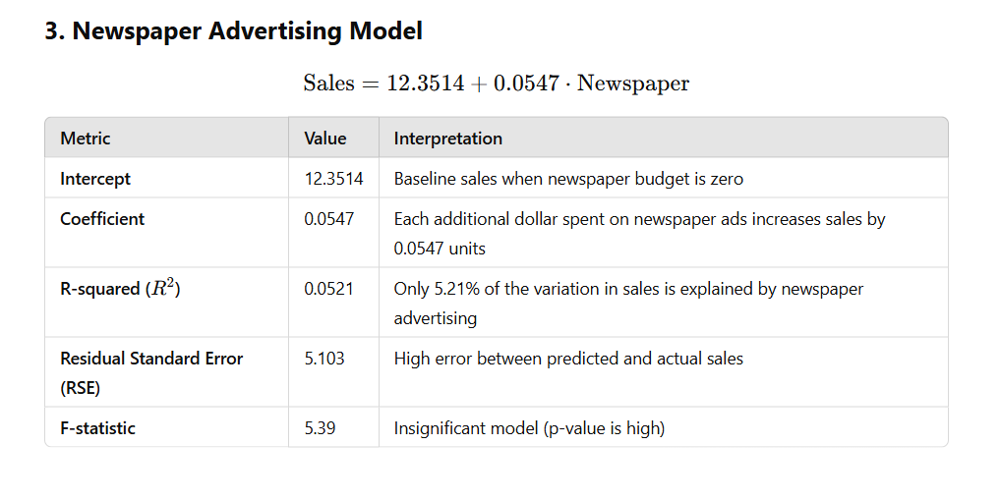 3. Newspaper Advertising Model
Sales = 12.3514 + 0.0547 · Newspaper
Metric Value Interpretation
Intercept 12.3514 Baseline sales when newspaper budget is zero
Coefficient 0.0547 Each additional dollar spent on newspaper ads increases sales by
0.0547 units
R-squared (R²) 0.0521 Only 5.21% of the variation in sales is explained by newspaper
advertising
Residual Standard Error 5.103 High error between predicted and actual sales
(RSE)
F-statistic 5.39 Insignificant model (p-value is high)